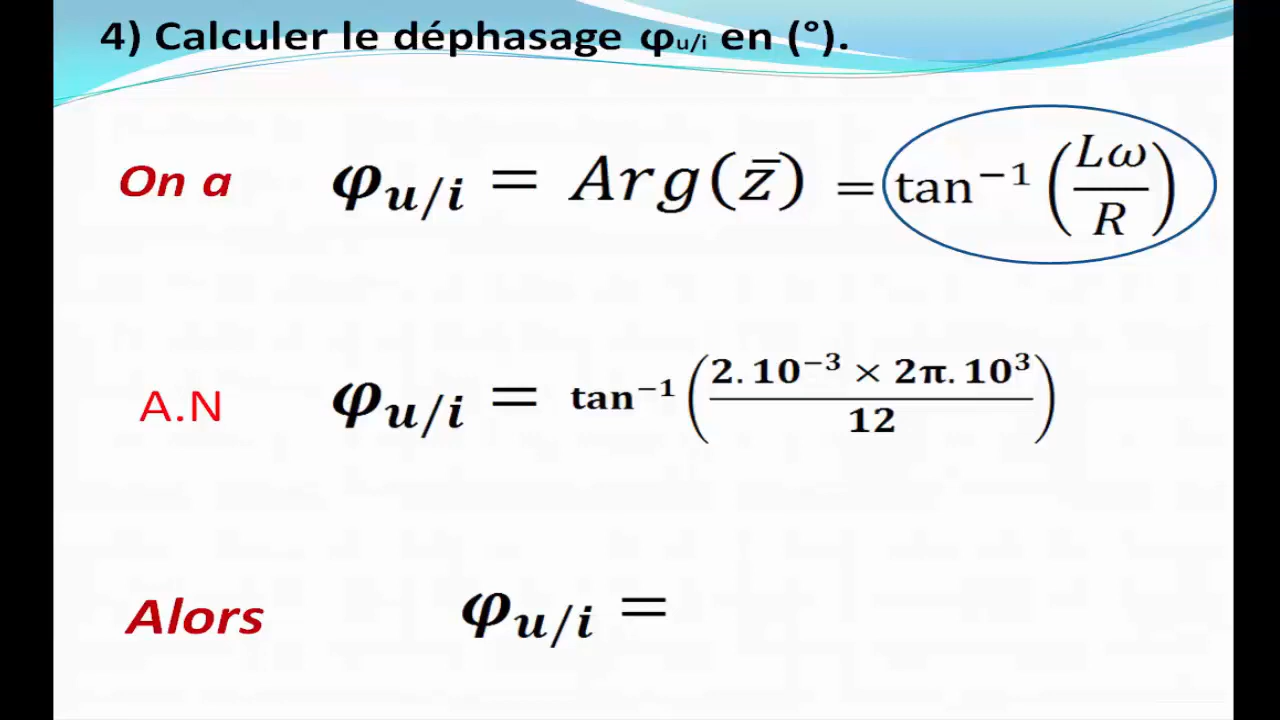 4) Calculer le déphasage φu/i en (°).
On a φu/i = Arg(z̄) = tan⁻¹(Lω/R)
A.N φu/i = tan⁻¹(2.10⁻³ × 2π.10³/12)
Alors φu/i =